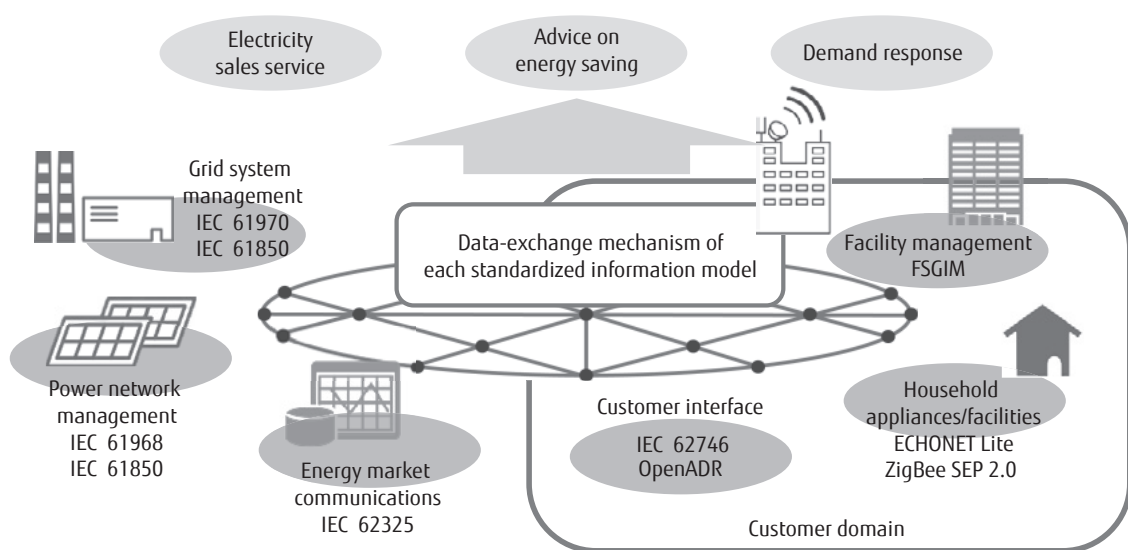 Electricity
sales service
Advice on
energy saving
Demand response
Grid system
management
IEC 61970
IEC 61850
Data-exchange mechanism of
each standardized information model
Facility management
FSGIM
Power network
management
IEC 61968
IEC 61850
Energy market
communications
IEC 62325
Customer interface
IEC 62746
OpenADR
Household
appliances/facilities
ECHONET Lite
ZigBee SEP 2.0
Customer domain